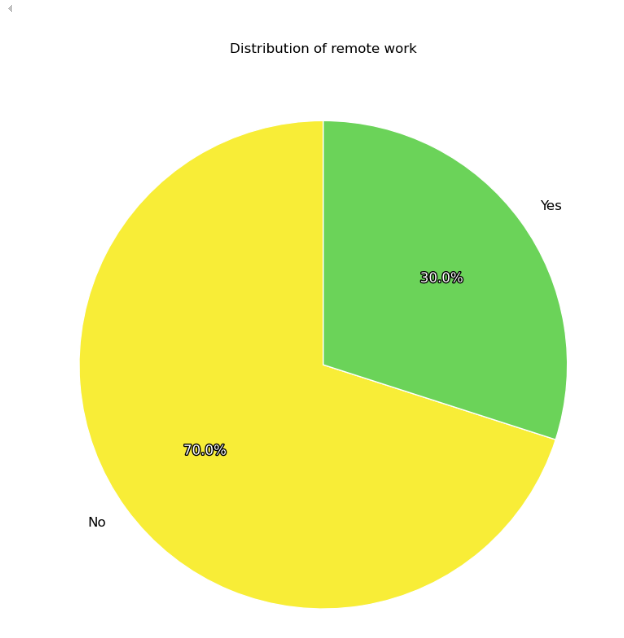 Distribution of remote work
Yes
30.0%
70.0%
No